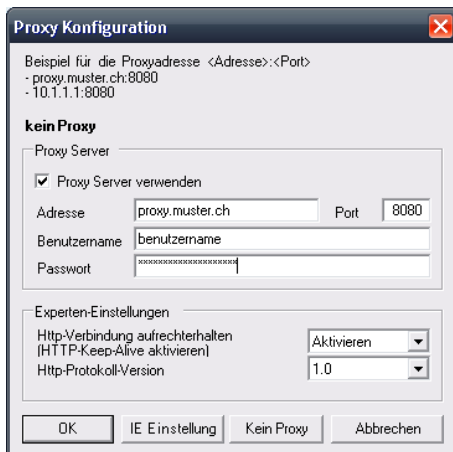 Proxy Konfiguration
Beispiel für die Proxyadresse <Adresse>:<Port>
- proxy.muster.ch:8080
- 10.1.1.1:8080
kein Proxy
Proxy Server
Proxy Server verwenden
Adresse proxy.muster.ch Port 8080
Benutzername benutzername
Passwort ********************
Experten-Einstellungen
Http-Verbindung aufrechterhalten
(HTTP-Keep-Alive aktivieren) Aktivieren
Http-Protokoll-Version 1.0
OK IE Einstellung Kein Proxy Abbrechen